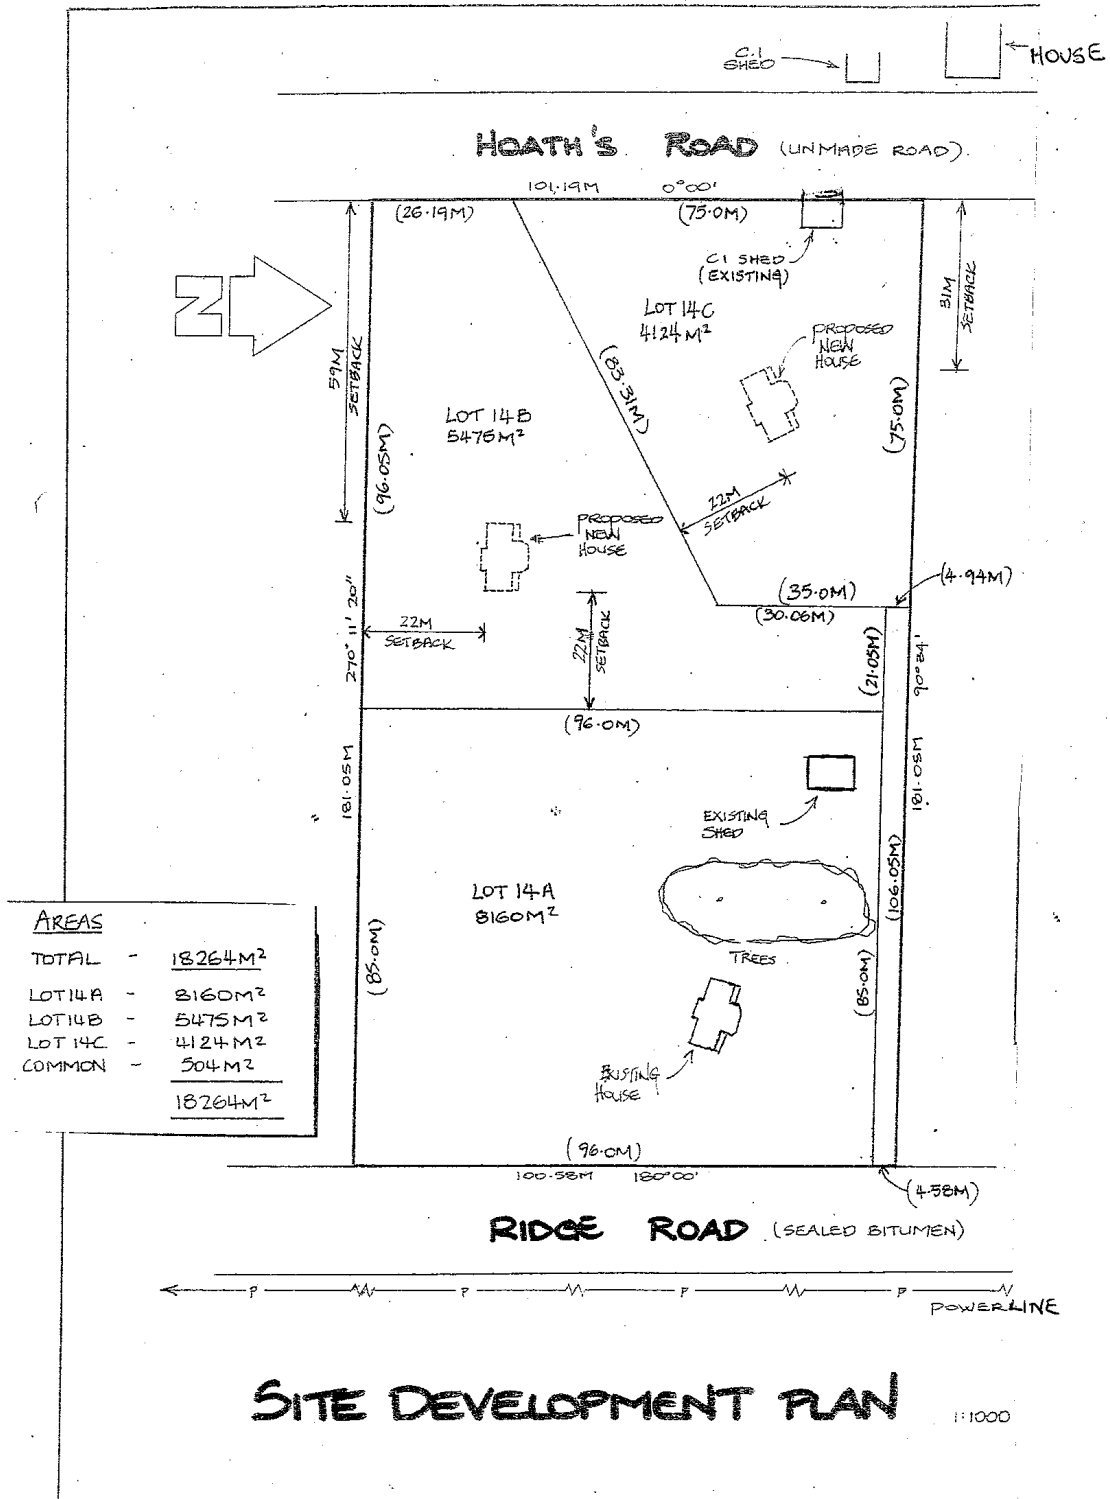 C.I
SHED
HOUSE
HOATH'S ROAD (UNMADE ROAD).
101.19M 0°00'
(26.19M) (75.0M)
C I SHED
(EXISTING)
31M
SETBACK
N
LOT 14C
4124M²
PROPOSED
NEW
HOUSE
59M
SETBACK
(83.31M)
(75.0M)
LOT 14B
5475M²
(96.05M)
22M
SETBACK
PROPOSED
NEW
HOUSE
(4.94M)
(35.0M)
(30.06M)
22M
SETBACK
22M
SETBACK
270° 11' 20"
(21.05M)
90°34'
(96.0M)
181.05M
181.05M
EXISTING
SHED
(106.05M)
LOT 14A
8160M²
TREES
(85.0M)
(85.0M)
AREAS
TOTAL - 18264M²
LOT14A - 8160M²
LOT14B - 5475M²
LOT 14C - 4124M²
COMMON - 504M²
18264M²
EXISTING
HOUSE
(96.0M)
100.58M 180°00'
(4.58M)
RIDGE ROAD (SEALED BITUMEN)
P P P P
POWERLINE
SITE DEVELOPMENT PLAN 1:1000